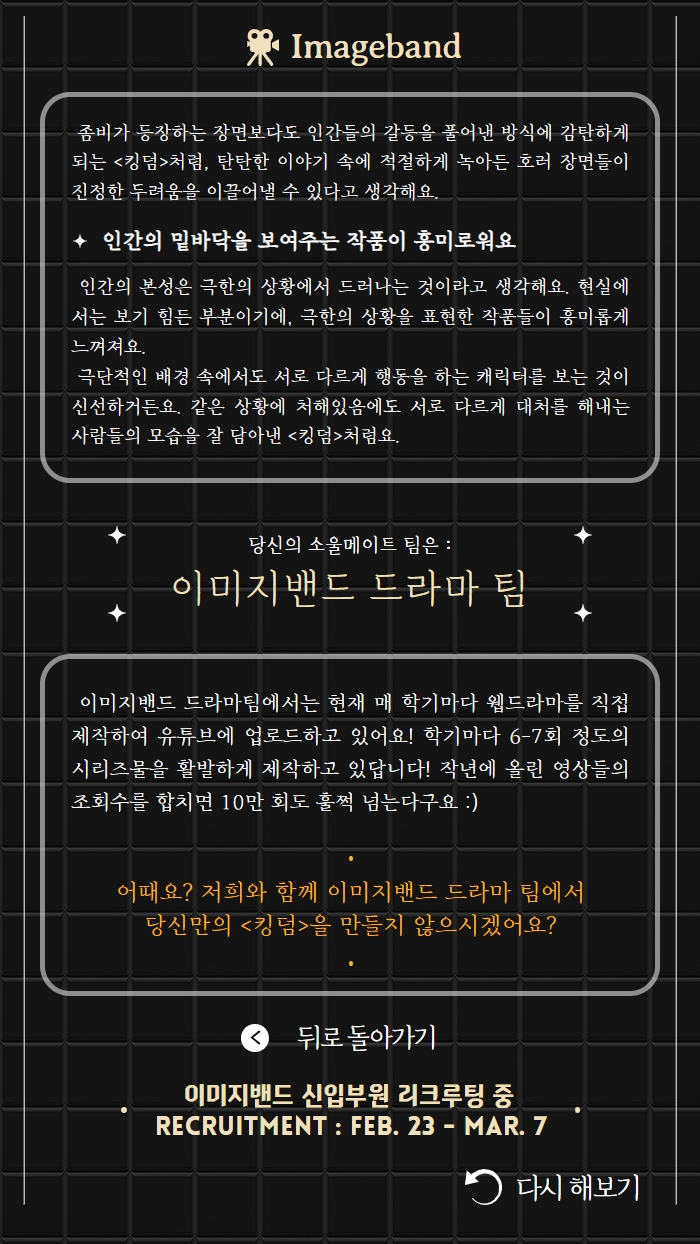 Imageband
좀비가 등장하는 장면보다도 인간들의 갈등을 풀어낸 방식에 감탄하게
되는 <킹덤>처럼, 탄탄한 이야기 속에 적절하게 녹아든 호러 장면들이
진정한 두려움을 이끌어낼 수 있다고 생각해요.
✦ 인간의 밑바닥을 보여주는 작품이 흥미로워요
인간의 본성은 극한의 상황에서 드러나는 것이라고 생각해요. 현실에
서는 보기 힘든 부분이기에, 극한의 상황을 표현한 작품들이 흥미롭게
느껴져요.
극단적인 배경 속에서도 서로 다르게 행동을 하는 캐릭터를 보는 것이
신선하거든요. 같은 상황에 처해있음에도 서로 다르게 대처를 해내는
사람들의 모습을 잘 담아낸 <킹덤>처럼요.
당신의 소울메이트 팀은 :
이미지밴드 드라마 팀
이미지밴드 드라마팀에서는 현재 매 학기마다 웹드라마를 직접
제작하여 유튜브에 업로드하고 있어요! 학기마다 6-7회 정도의
시리즈물을 활발하게 제작하고 있답니다! 작년에 올린 영상들의
조회수를 합치면 10만 회도 훌쩍 넘는다구요 :)
어때요? 저희와 함께 이미지밴드 드라마 팀에서
당신만의 <킹덤>을 만들지 않으시겠어요?
뒤로 돌아가기
이미지밴드 신입부원 리크루팅 중
RECRUITMENT : FEB. 23 - MAR. 7
다시 해보기